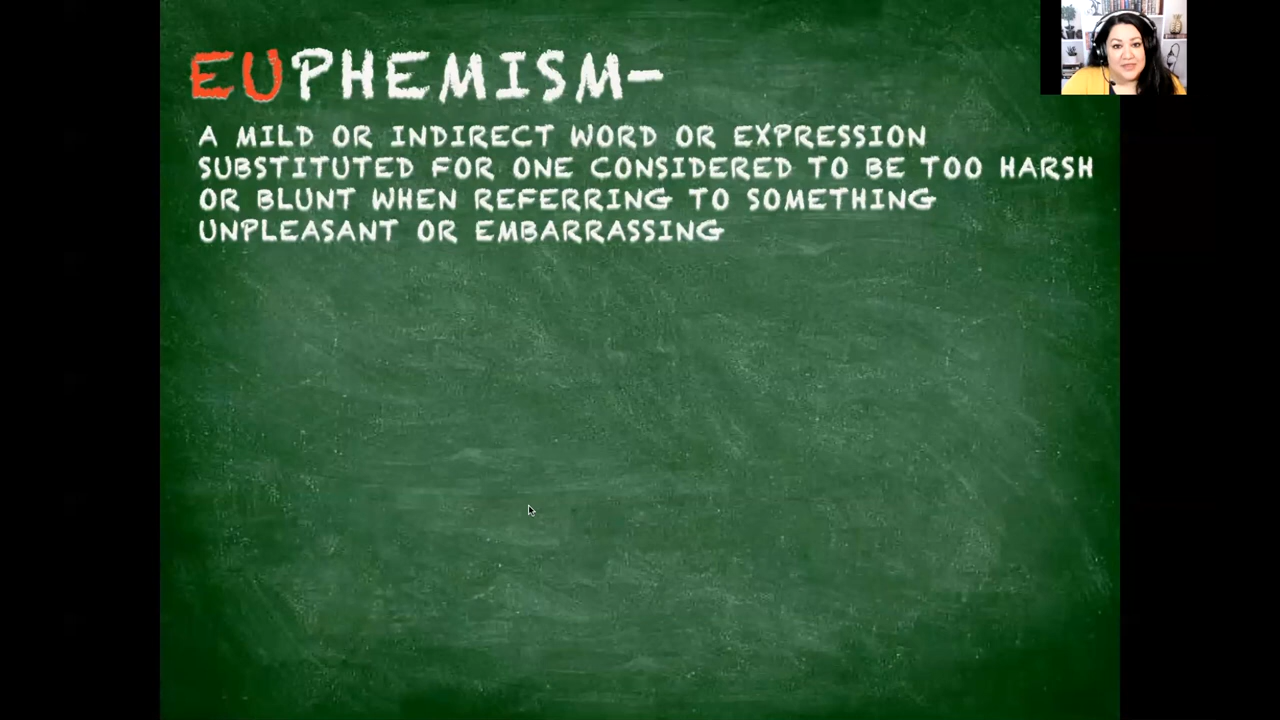 EUPHEMISM-
A MILD OR INDIRECT WORD OR EXPRESSION
SUBSTITUTED FOR ONE CONSIDERED TO BE TOO HARSH
OR BLUNT WHEN REFERRING TO SOMETHING
UNPLEASANT OR EMBARRASSING